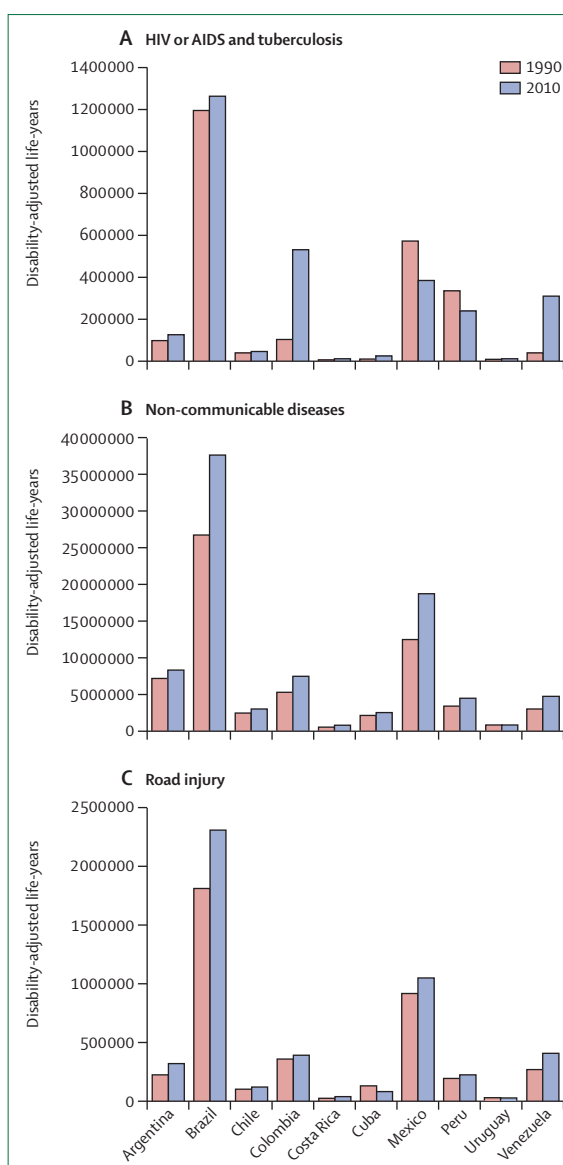 A HIV or AIDS and tuberculosis
1990
2010
Disability-adjusted life-years
1400000
1200000
1000000
800000
600000
400000
200000
0
B Non-communicable diseases
Disability-adjusted life-years
40000000
35000000
30000000
25000000
20000000
15000000
10000000
5000000
0
C Road injury
Disability-adjusted life-years
2500000
2000000
1500000
1000000
500000
0
Argentina
Brazil
Chile
Colombia
Costa Rica
Cuba
Mexico
Peru
Uruguay
Venezuela